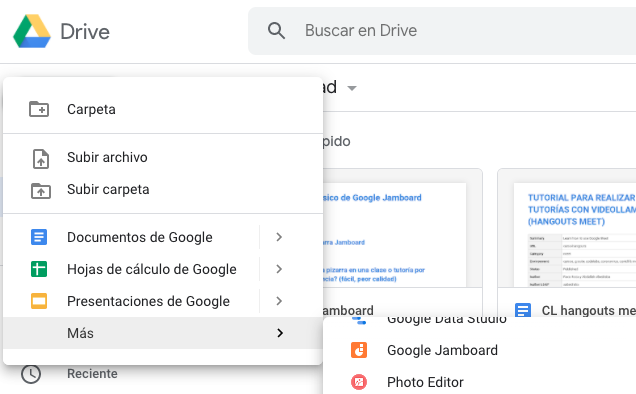 Drive
Buscar en Drive
ad
Carpeta
pido
Subir archivo
Subir carpeta
sico de Google Jamboard
TUTORIAL PARA REALIZAR
TUTORÍAS CON VIDEOLLAM
(HANGOUTS MEET)
Documentos de Google
rra Jamboard
Hojas de cálculo de Google
pizarra en una clase o tutoría por
ncia? (fácil, peor calidad)
Presentaciones de Google
amboard
CL hangouts me
Más
Google Data Studio
Google Jamboard
Reciente
Photo Editor